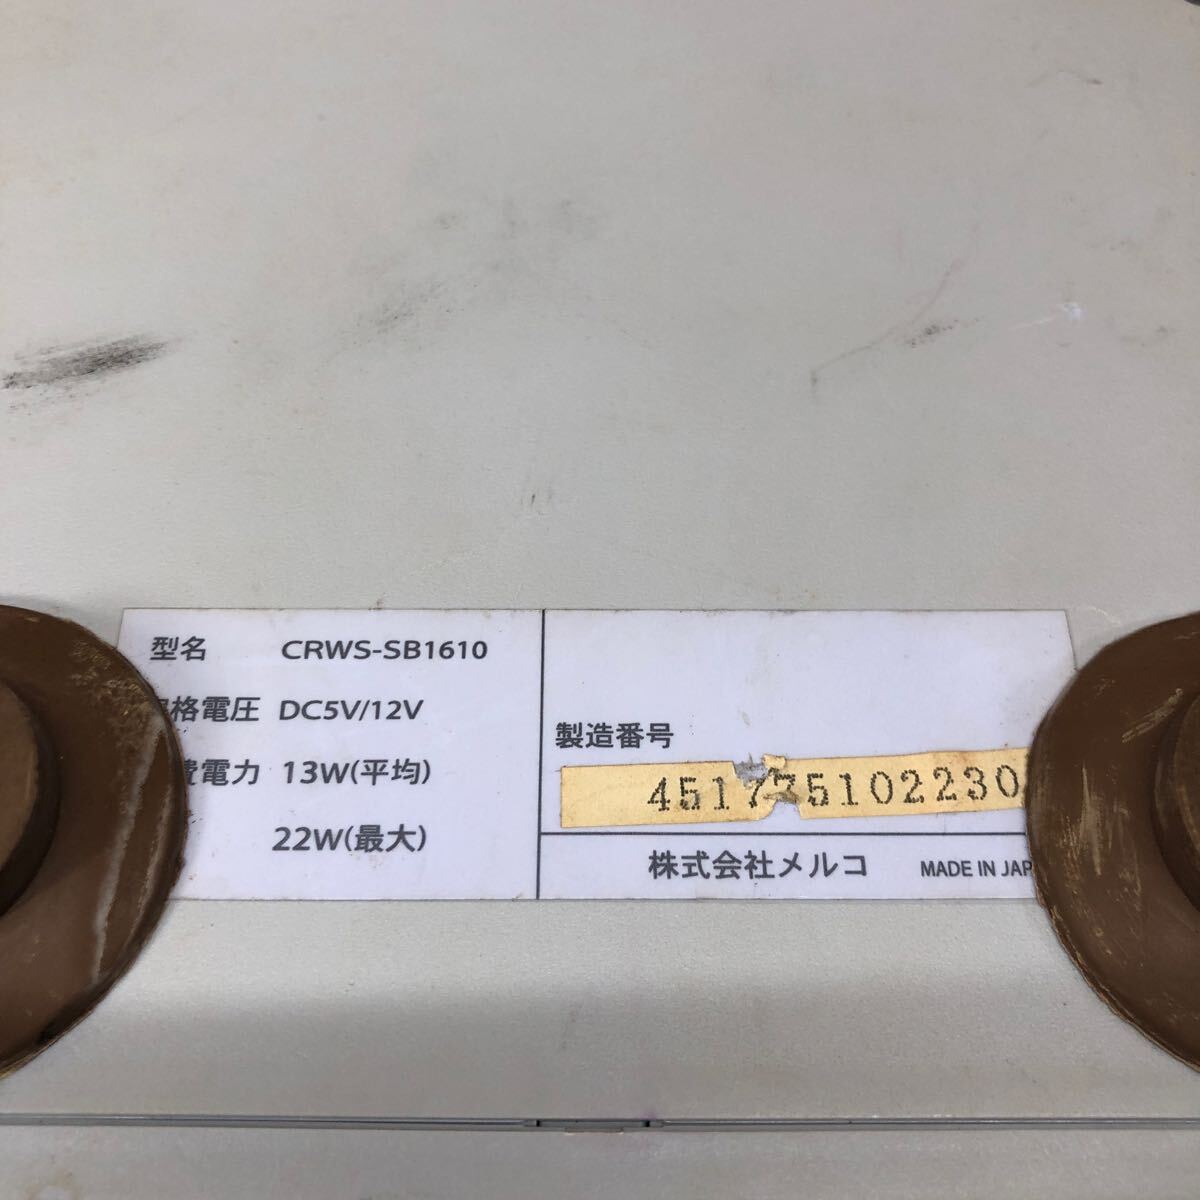 型名 CRWS-SB1610
格電圧 DC5V/12V
費電力 13W(平均)
22W(最大)
製造番号
株式会社メルコ MADE IN